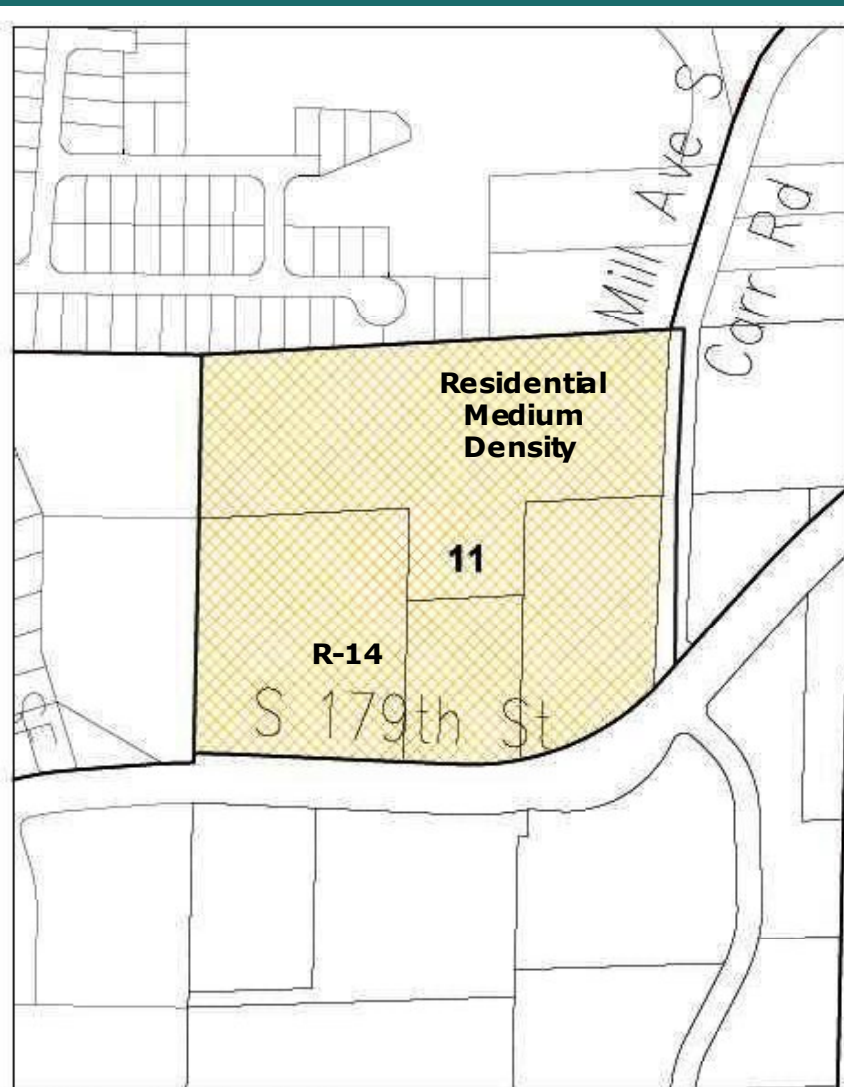 Mill Ave S
Carr Rd
Residential
Medium
Density
11
R-14
S 179th St